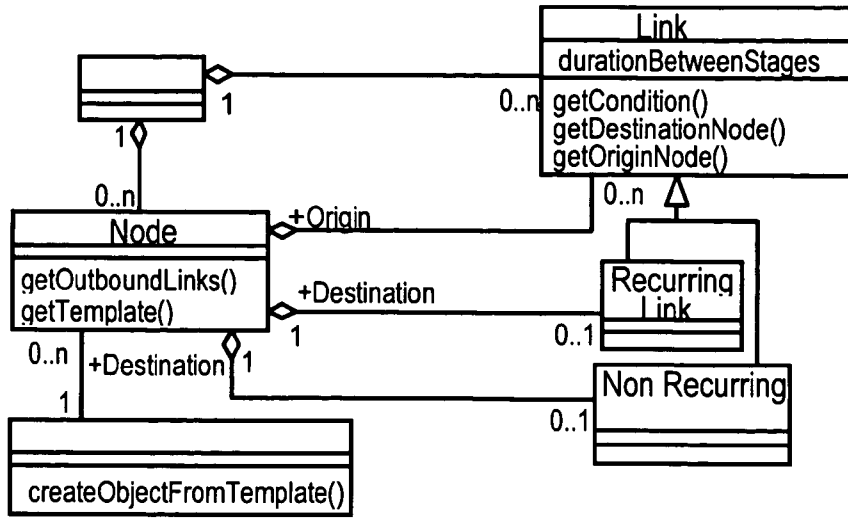 Link
durationBetweenStages
getCondition()
getDestinationNode()
getOriginNode()
1
0..n
1
0..n
0..n
Node
getOutboundLinks()
getTemplate()
+Origin
+Destination
1
0..1
Recurring
Link
0..n
+Destination
1
0..1
Non Recurring
1
createObjectFromTemplate()